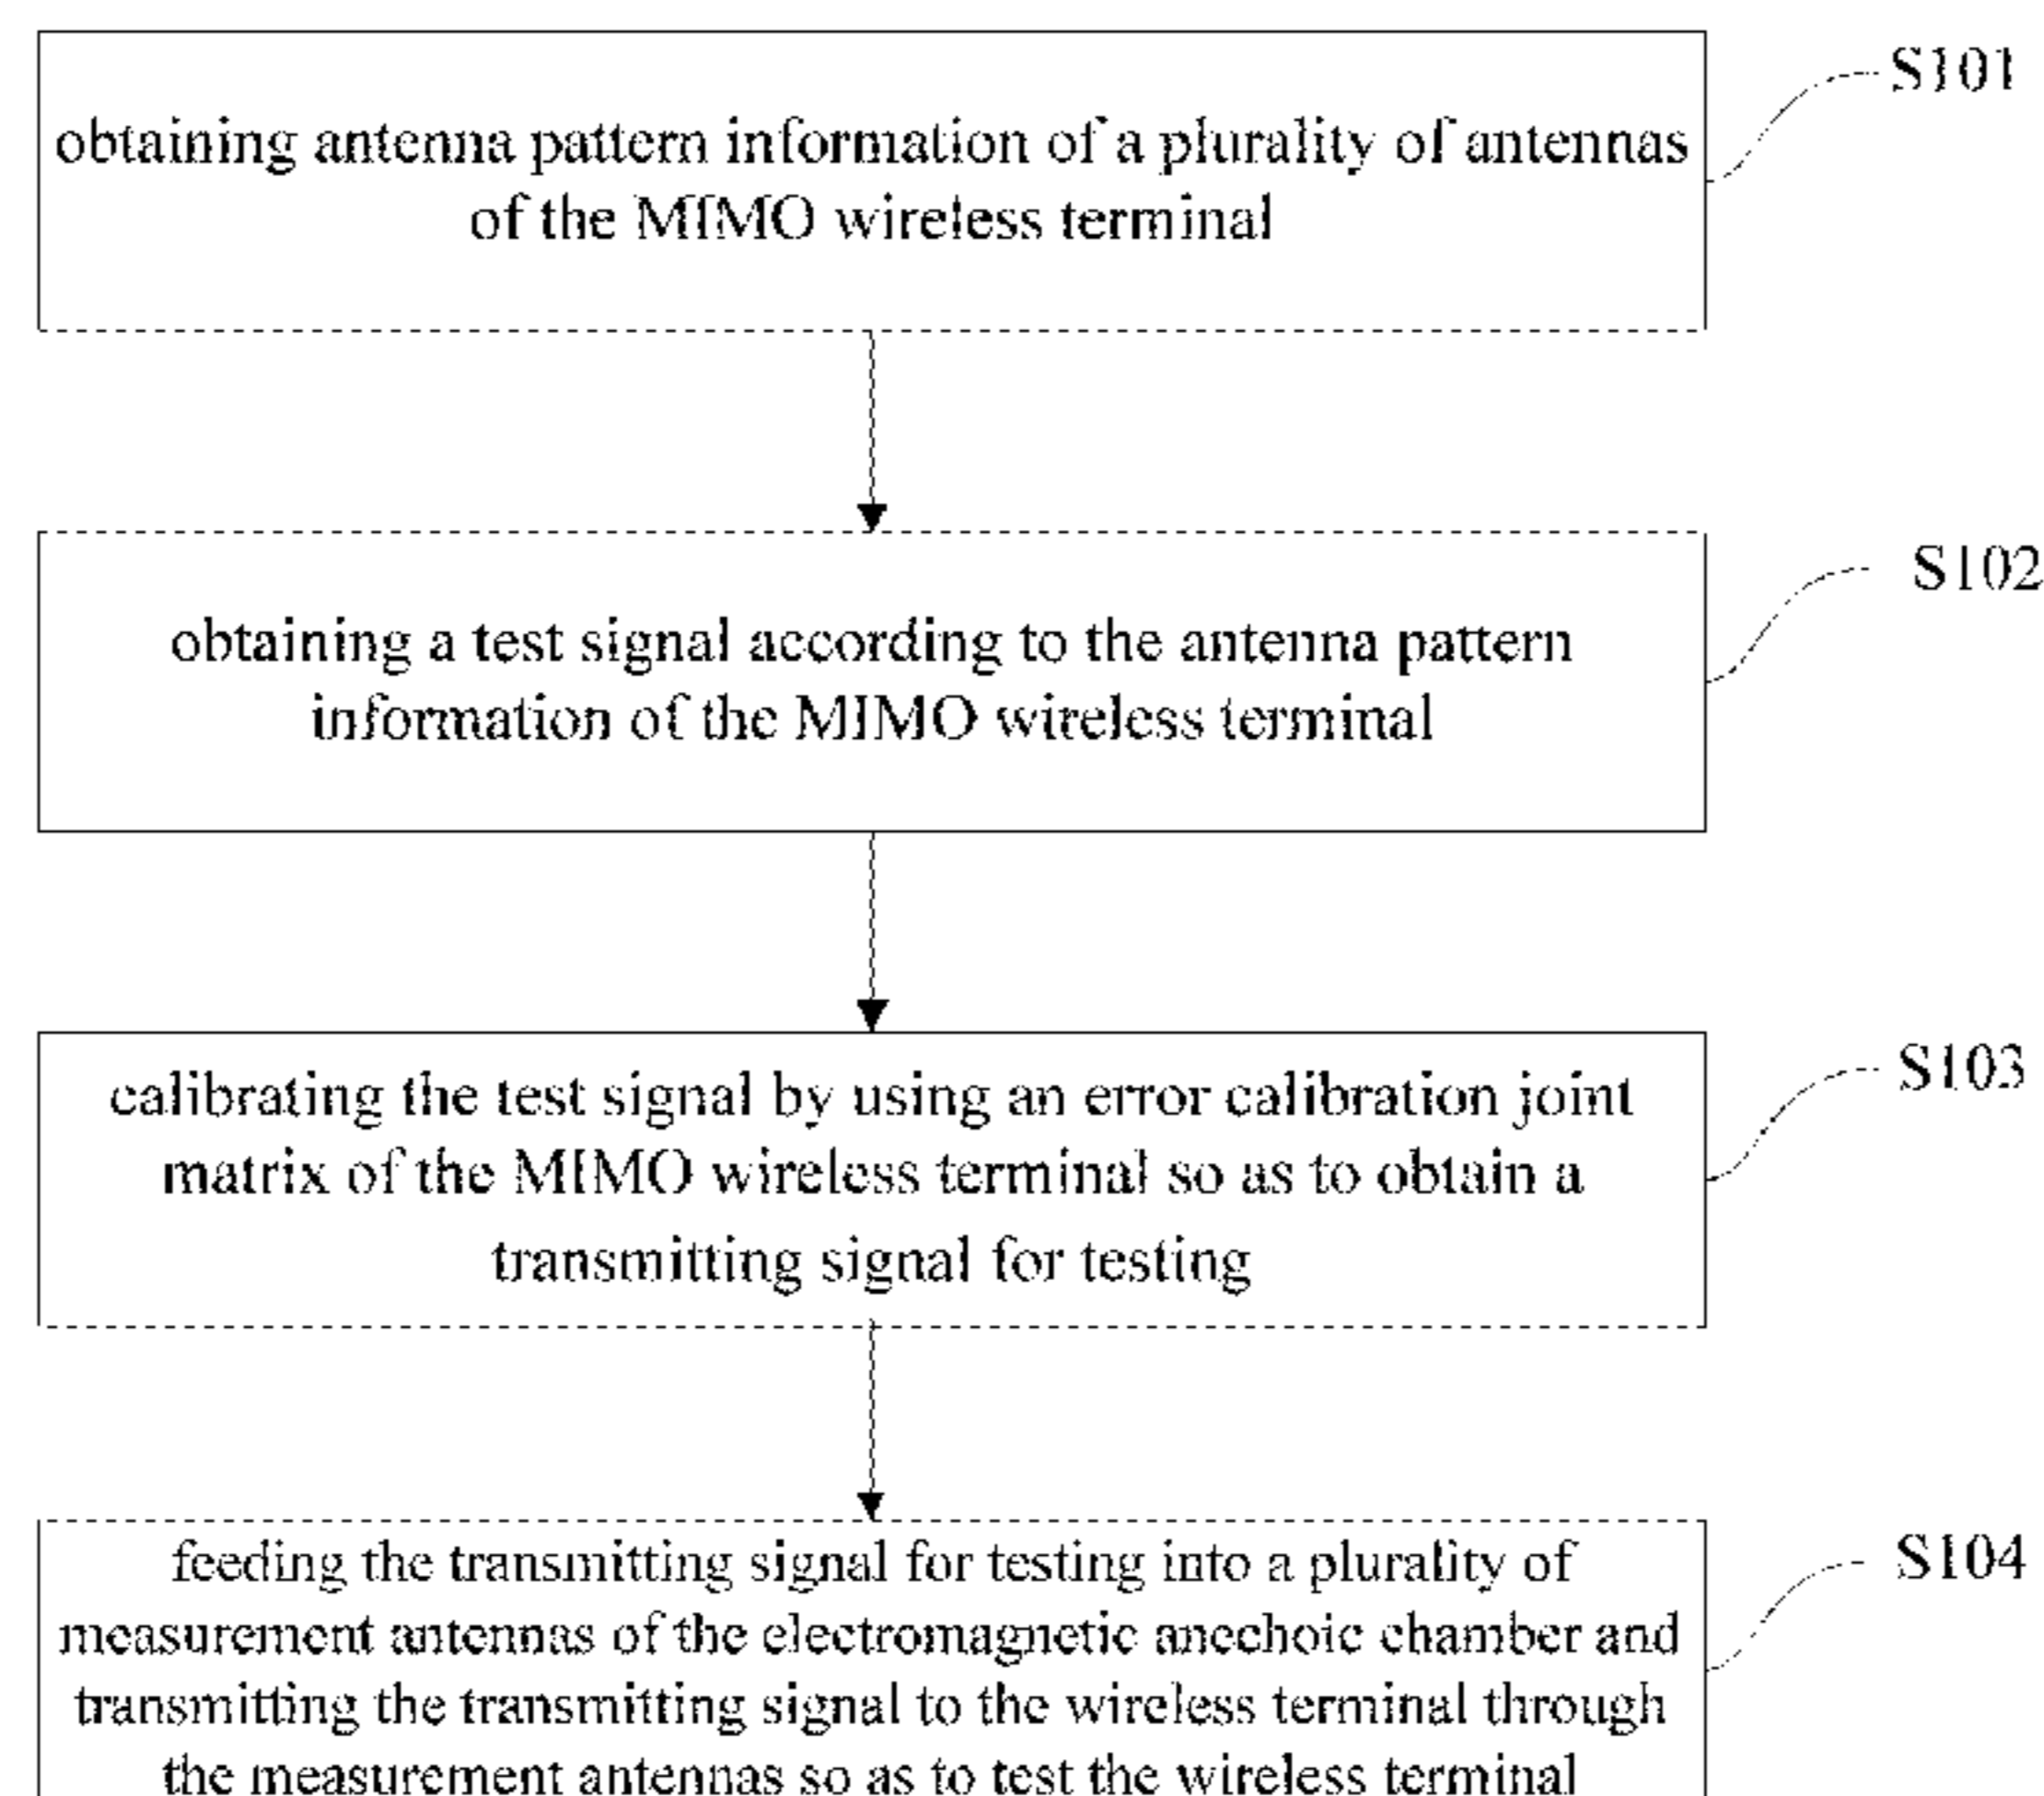 S101
obtaining antenna pattern information of a plurality of antennas
of the MIMO wireless terminal
S102
obtaining a test signal according to the antenna pattern
information of the MIMO wireless terminal
S103
calibrating the test signal by using an error calibration joint
matrix of the MIMO wireless terminal so as to obtain a
transmitting signal for testing
S104
feeding the transmitting signal for testing into a plurality of
measurement antennas of the electromagnetic anechoic chamber and
transmitting the transmitting signal to the wireless terminal through
the measurement antennas so as to test the wireless terminal